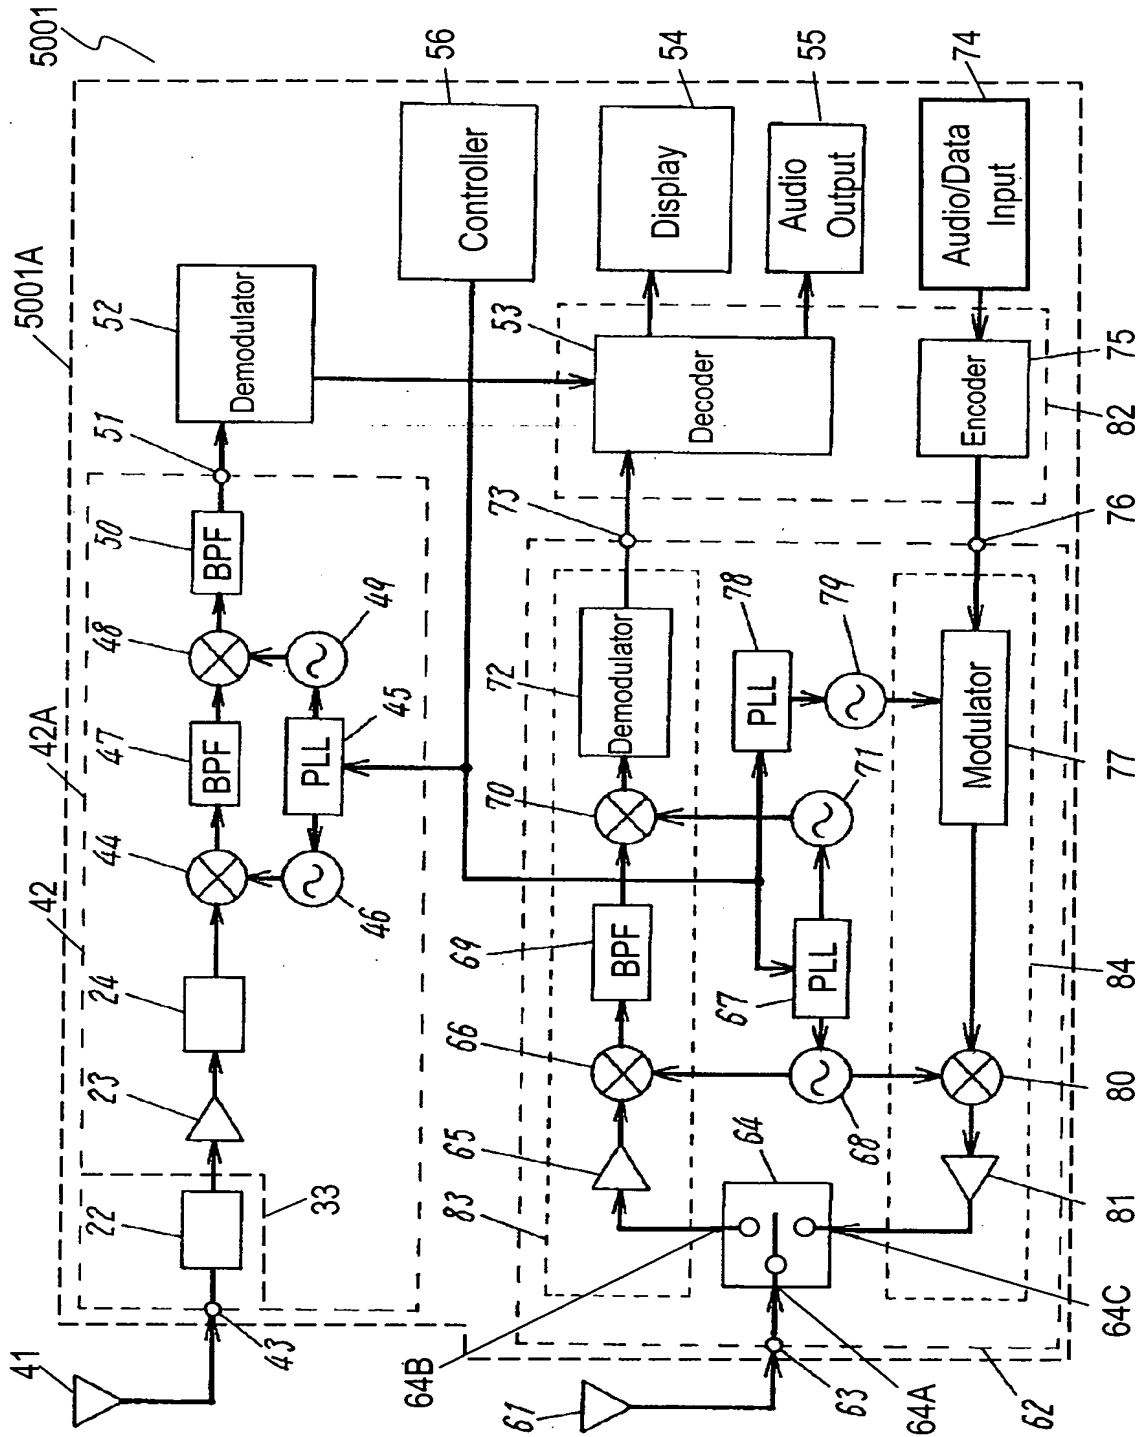 5001
5001A
56
Controller
54
Display
55
Audio
Output
74
Audio/Data
Input
52
Demodulator
53
Decoder
75
Encoder
82
51
50
BPF
48
49
47
BPF
45
PLL
44
46
42A
42
24
23
22
33
43
41
73
76
72
Demodulator
78
PLL
79
Modulator
77
70
71
69
BPF
67
PLL
84
66
68
80
65
64
81
83
64B
64C
64A
63
61
62